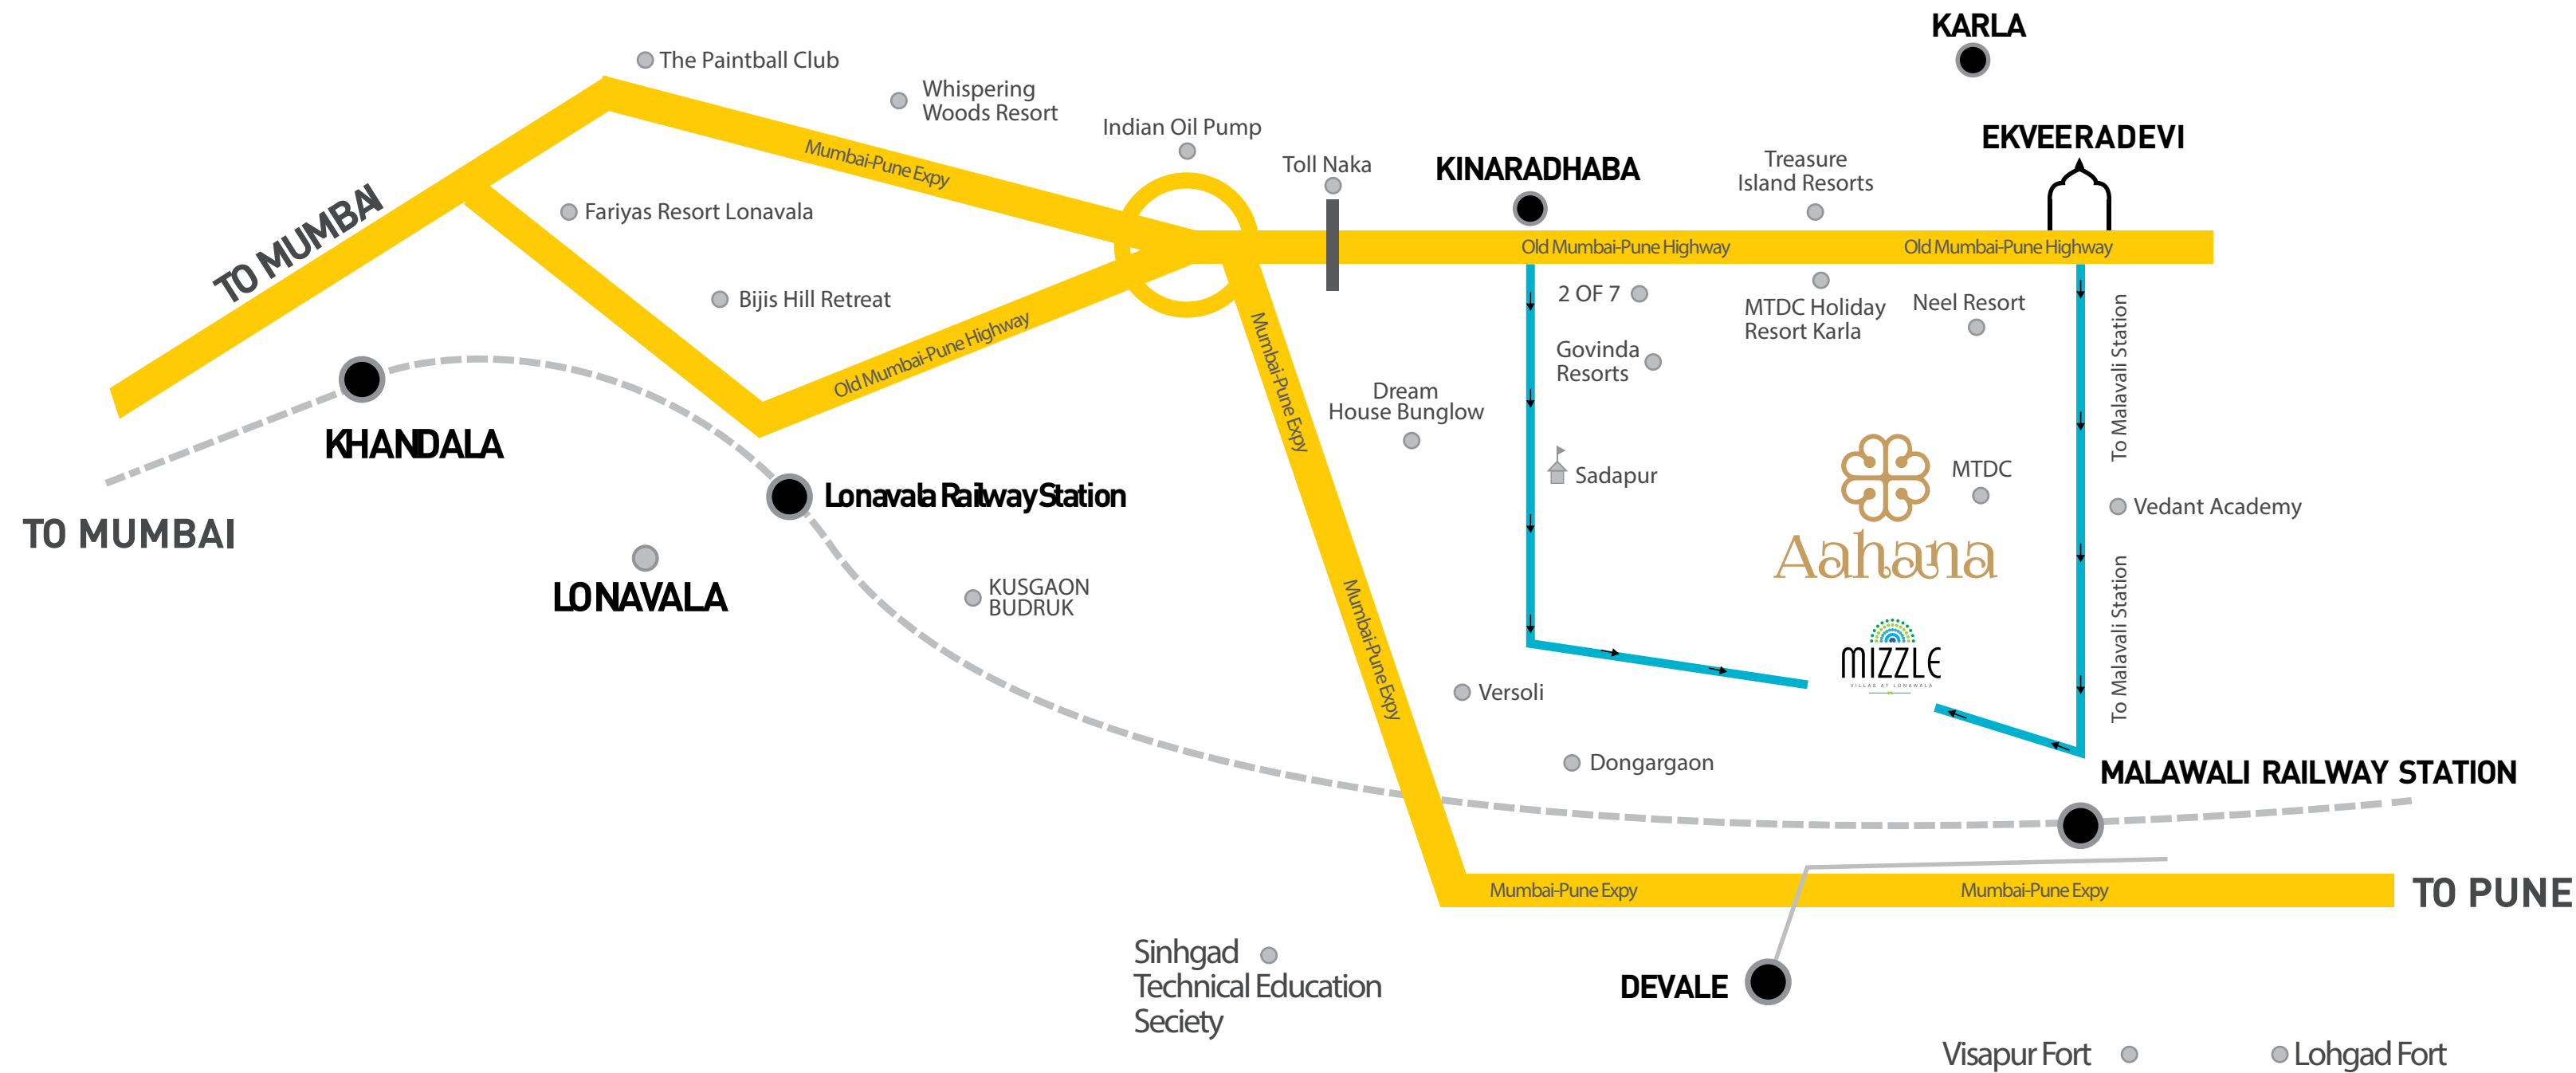 KARLA
The Paintball Club
Whispering
Woods Resort
Indian Oil Pump
EKVEERADEVI
Toll Naka
KINARADHABA
Treasure
Island Resorts
Mumbai-Pune Expy
TO MUMBAI
Fariyas Resort Lonavala
Old Mumbai-Pune Highway
Old Mumbai-Pune Highway
Bijis Hill Retreat
2 OF 7
MTDC Holiday
Resort Karla
Neel Resort
Old Mumbai-Pune Highway
Mumbai-Pune Expy
Govinda
Resorts
To Malavali Station
Dream
House Bunglow
KHANDALA
Sadapur
MTDC
Lonavala Railway Station
Vedant Academy
TO MUMBAI
Aahana
LONAVALA
KUSGAON
BUDRUK
Mumbai-Pune Expy
To Malavali Station
MIZZLE
VILLAS AT LONAWALA
Versoli
Dongargaon
MALAWALI RAILWAY STATION
Mumbai-Pune Expy
Mumbai-Pune Expy
TO PUNE
Sinhgad
Technical Education
Seciety
DEVALE
Visapur Fort
Lohgad Fort